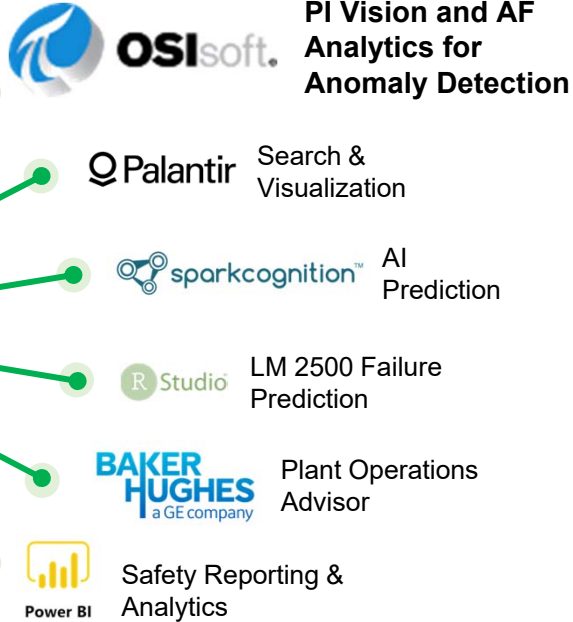 PI Vision and AF
OSIsoft.
Analytics for
Anomaly Detection
Palantir
Search &
Visualization
sparkcognition™
AI
Prediction
R Studio
LM 2500 Failure
Prediction
BAKER
HUGHES
a GE company
Plant Operations
Advisor
Power BI
Safety Reporting &
Analytics